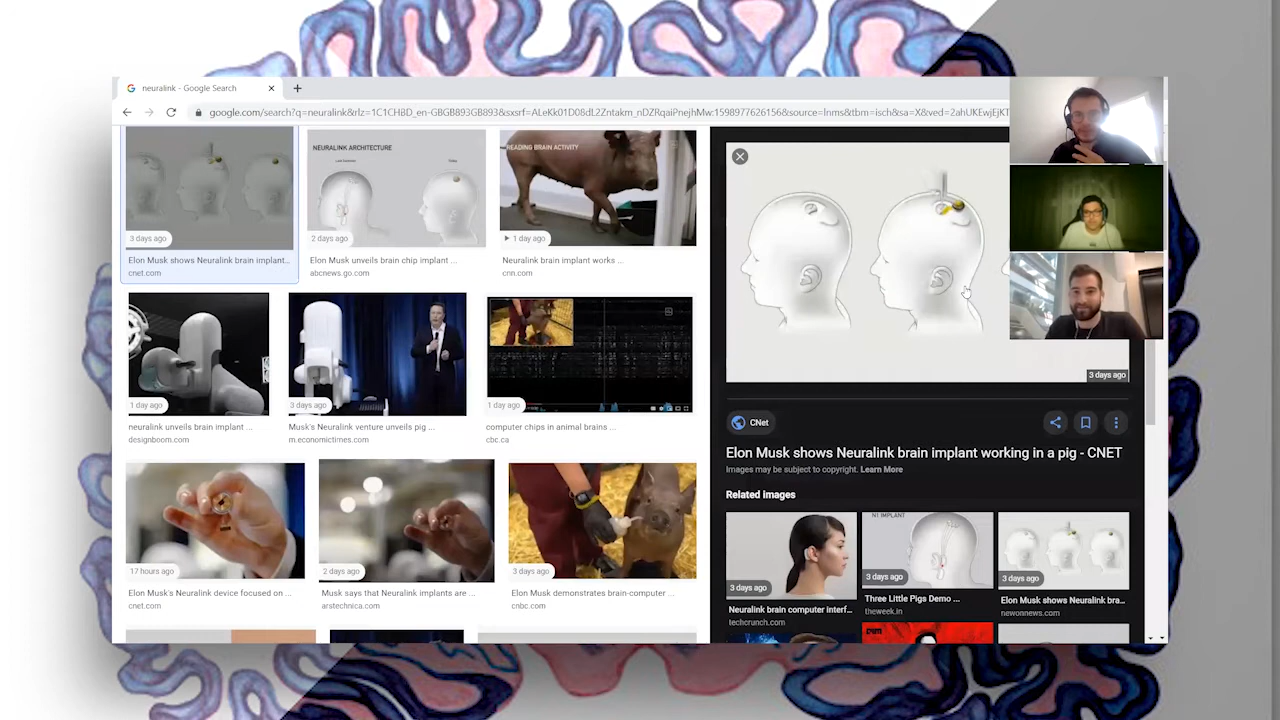 neuralink - Google Search
google.com/search?q=neuralink&rlz=1C1CHBD_en-GBGB893GB893&sxsrf=ALeKk01D08dL2Zntakm_nDZRqaiPnejhMw:1598977626156&source=lnms&tbm=isch&sa=X&ved=2ahUKEwjEjKT
3 days ago
Elon Musk shows Neuralink brain implant...
cnet.com
NEURALINK ARCHITECTURE
2 days ago
Elon Musk unveils brain chip implant ...
abcnews.go.com
READING BRAIN ACTIVITY
1 day ago
Neuralink brain implant works ...
cnn.com
1 day ago
neuralink unveils brain implant ...
designboom.com
3 days ago
Musk's Neuralink venture unveils pig ...
m.economictimes.com
1 day ago
computer chips in animal brains ...
cbc.ca
17 hours ago
Elon Musk's Neuralink device focused on ...
cnet.com
2 days ago
Musk says that Neuralink implants are ...
arstechnica.com
3 days ago
Elon Musk demonstrates brain-computer ...
cnbc.com
3 days ago
CNet
Elon Musk shows Neuralink brain implant working in a pig - CNET
Images may be subject to copyright. Learn More
Related images
3 days ago
Neuralink brain computer interf...
techcrunch.com
N1 IMPLANT
3 days ago
Three Little Pigs Demo ...
theweek.in
3 days ago
Elon Musk shows Neuralink bra...
newonnews.com